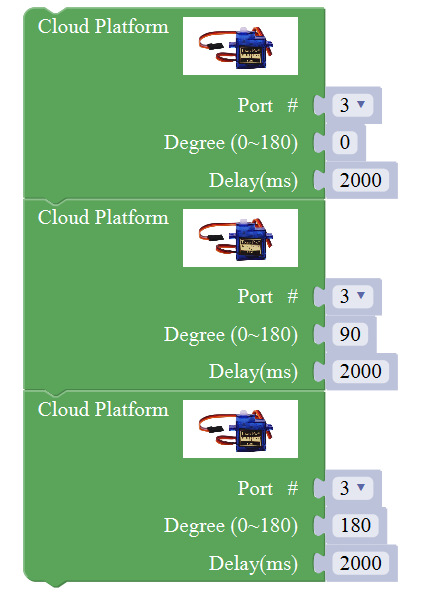 Cloud Platform
Port # 3
Degree (0~180) 0
Delay(ms) 2000
Cloud Platform
Port # 3
Degree (0~180) 90
Delay(ms) 2000
Cloud Platform
Port # 3
Degree (0~180) 180
Delay(ms) 2000